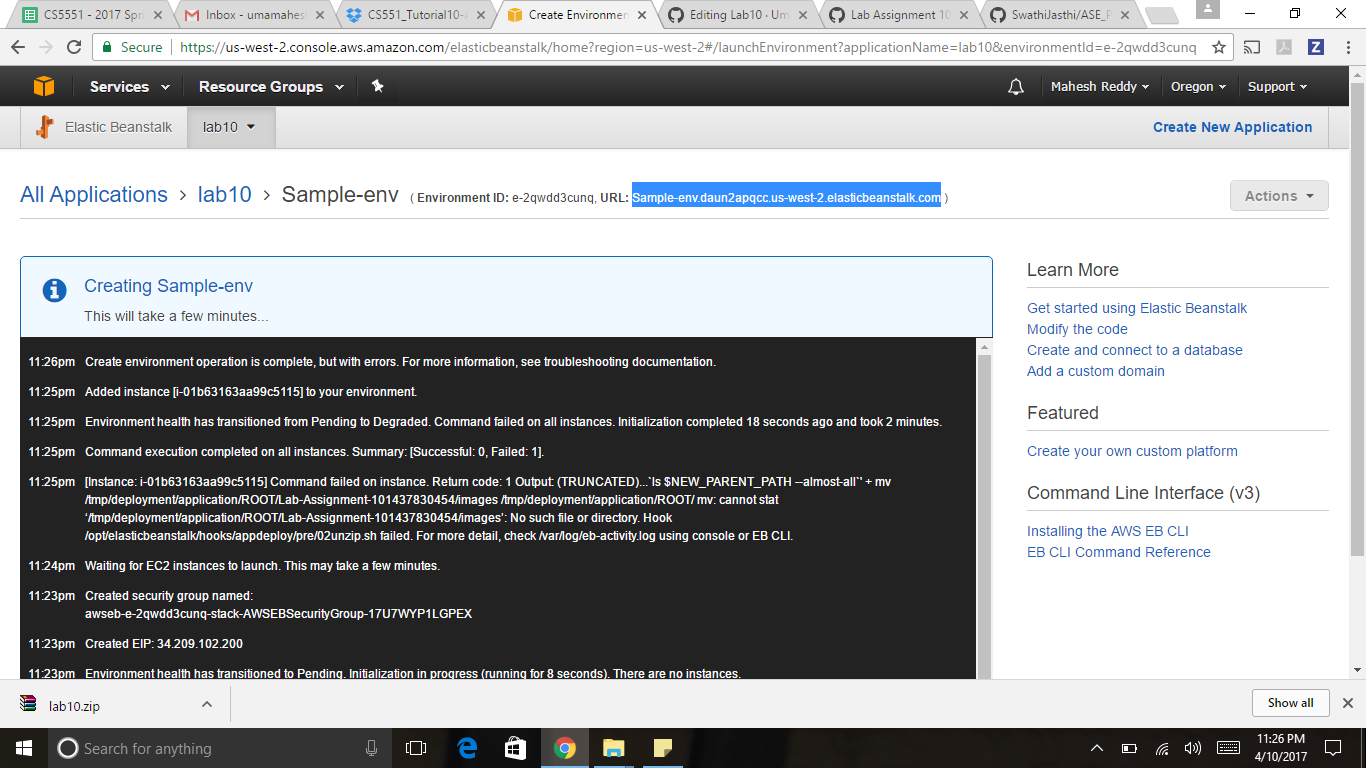 CS5551 - 2017 Spri
Inbox - umamahes
CS551_Tutorial10-A
Create Environmen
Editing Lab10 · Um
Lab Assignment 10
SwathiJasthi/ASE_P
Secure
https://us-west-2.console.aws.amazon.com/elasticbeanstalk/home?region=us-west-2#/launchEnvironment?applicationName=lab10&environmentId=e-2qwdd3cunq
Services
Resource Groups
Mahesh Reddy
Oregon
Support
Elastic Beanstalk
lab10
Create New Application
All Applications > lab10 > Sample-env ( Environment ID: e-2qwdd3cunq, URL: Sample-env.daun2apqcc.us-west-2.elasticbeanstalk.com )
Actions
Creating Sample-env
This will take a few minutes...
11:26pm Create environment operation is complete, but with errors. For more information, see troubleshooting documentation.
11:25pm Added instance [i-01b63163aa99c5115] to your environment.
11:25pm Environment health has transitioned from Pending to Degraded. Command failed on all instances. Initialization completed 18 seconds ago and took 2 minutes.
11:25pm Command execution completed on all instances. Summary: [Successful: 0, Failed: 1].
11:25pm [Instance: i-01b63163aa99c5115] Command failed on instance. Return code: 1 Output: (TRUNCATED)...`ls $NEW_PARENT_PATH --almost-all`' + mv
/tmp/deployment/application/ROOT/Lab-Assignment-101437830454/images /tmp/deployment/application/ROOT/ mv: cannot stat
'/tmp/deployment/application/ROOT/Lab-Assignment-101437830454/images': No such file or directory. Hook
/opt/elasticbeanstalk/hooks/appdeploy/pre/02unzip.sh failed. For more detail, check /var/log/eb-activity.log using console or EB CLI.
11:24pm Waiting for EC2 instances to launch. This may take a few minutes.
11:23pm Created security group named:
awseb-e-2qwdd3cunq-stack-AWSEBSecurityGroup-17U7WYP1LGPEX
11:23pm Created EIP: 34.209.102.200
11:23pm Environment health has transitioned to Pending. Initialization in progress (running for 8 seconds). There are no instances.
Learn More
Get started using Elastic Beanstalk
Modify the code
Create and connect to a database
Add a custom domain
Featured
Create your own custom platform
Command Line Interface (v3)
Installing the AWS EB CLI
EB CLI Command Reference
lab10.zip
Show all
Search for anything
11:26 PM
4/10/2017